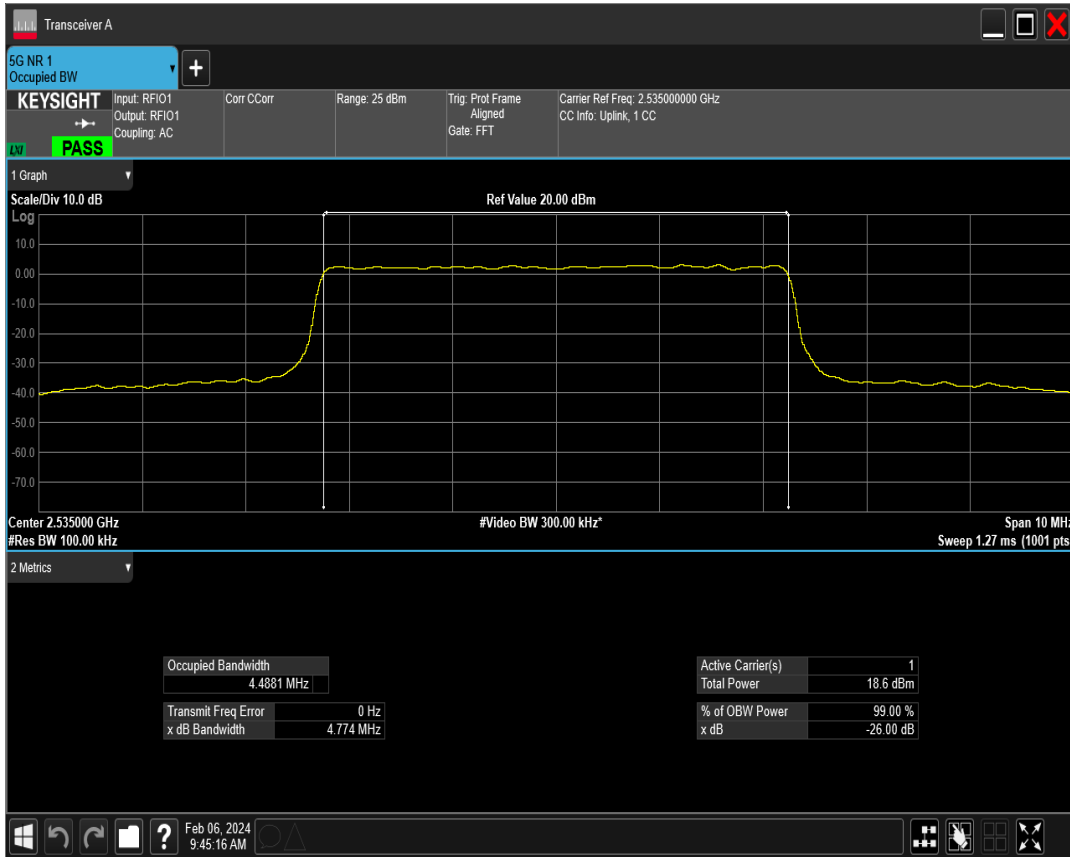 Transceiver A
5G NR 1
Occupied BW
KEYSIGHT
Input: RFIO1
Output: RFIO1
Coupling: AC
Corr CCorr
Range: 25 dBm
Trig: Prot Frame
Aligned
Gate: FFT
Carrier Ref Freq: 2.535000000 GHz
CC Info: Uplink, 1 CC
LXI
PASS
1 Graph
Scale/Div 10.0 dB
Ref Value 20.00 dBm
Log
10.0
0.00
-10.0
-20.0
-30.0
-40.0
-50.0
-60.0
-70.0
Center 2.535000 GHz
#Video BW 300.00 kHz*
Span 10 MHz
#Res BW 100.00 kHz
Sweep 1.27 ms (1001 pts
2 Metrics
Occupied Bandwidth
4.4881 MHz
Transmit Freq Error 0 Hz
x dB Bandwidth 4.774 MHz
Active Carrier(s) 1
Total Power 18.6 dBm
% of OBW Power 99.00 %
x dB -26.00 dB
?
Feb 06, 2024
9:45:16 AM